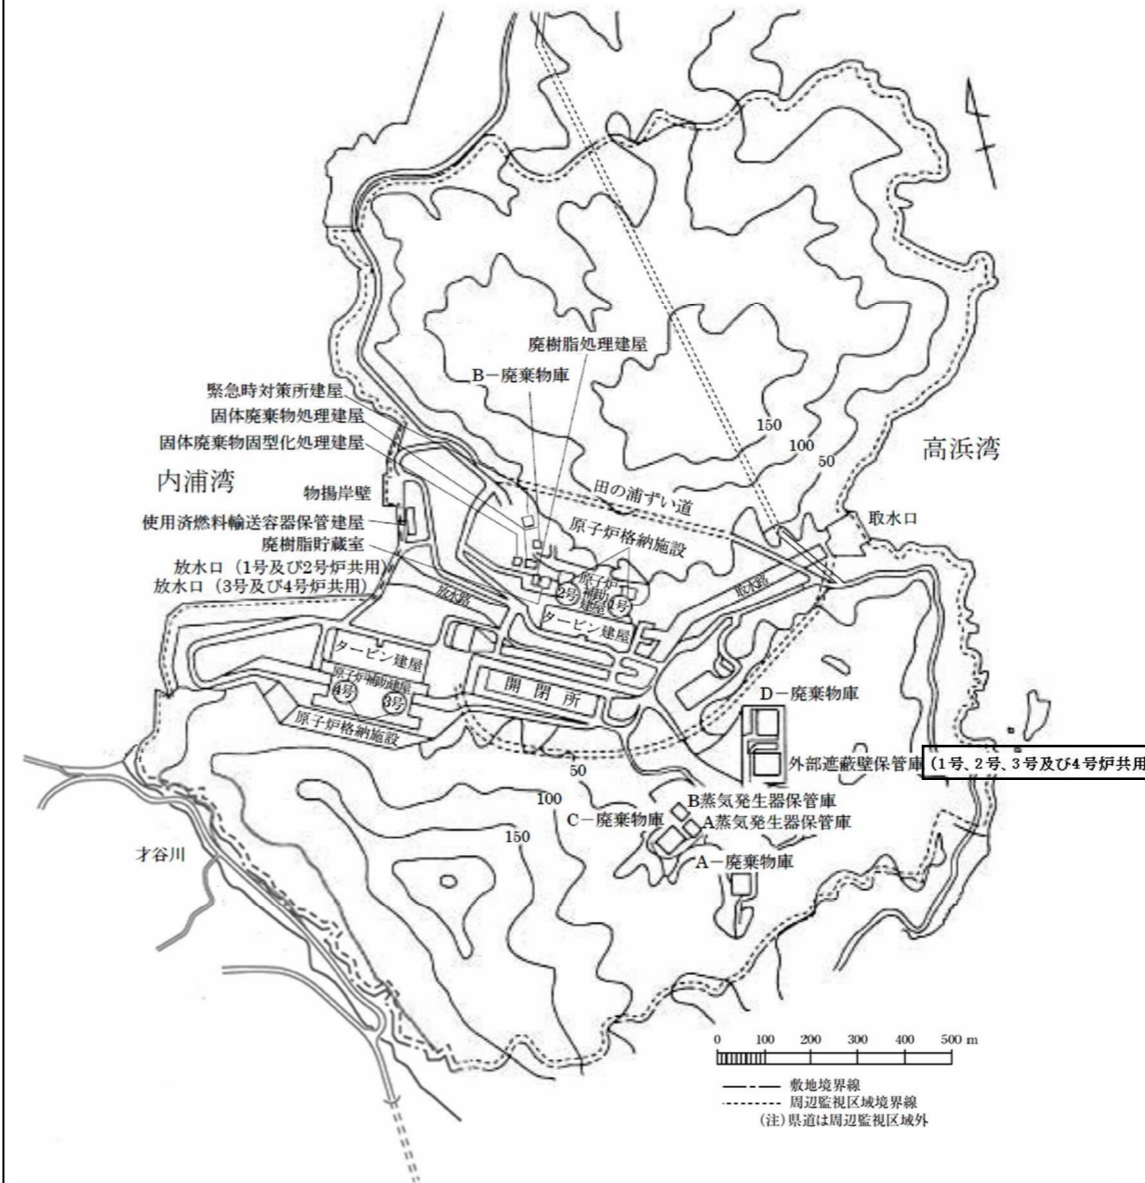 廃樹脂処理建屋
B－廃棄物庫
緊急時対策所建屋
固体廃棄物処理建屋
固体廃棄物固型化処理建屋
150
100
50
高浜湾
内浦湾
物揚岸壁
田の浦ずい道
取水口
使用済燃料輸送容器保管建屋
原子炉格納施設
廃樹脂貯蔵室
放水口（1号及び2号炉共用）
放水口（3号及び4号炉共用）
放水路
取水路
原子炉
補助
建屋
2号
1号
タービン建屋
タービン建屋
原子炉補助建屋
4号
3号
原子炉格納施設
開閉所
D－廃棄物庫
外部遮蔽壁保管庫
(1号、2号、3号及び4号炉共用
50
100
150
B蒸気発生器保管庫
C－廃棄物庫
A蒸気発生器保管庫
A－廃棄物庫
才谷川
0 100 200 300 400 500 m
敷地境界線
周辺監視区域境界線
(注)県道は周辺監視区域外